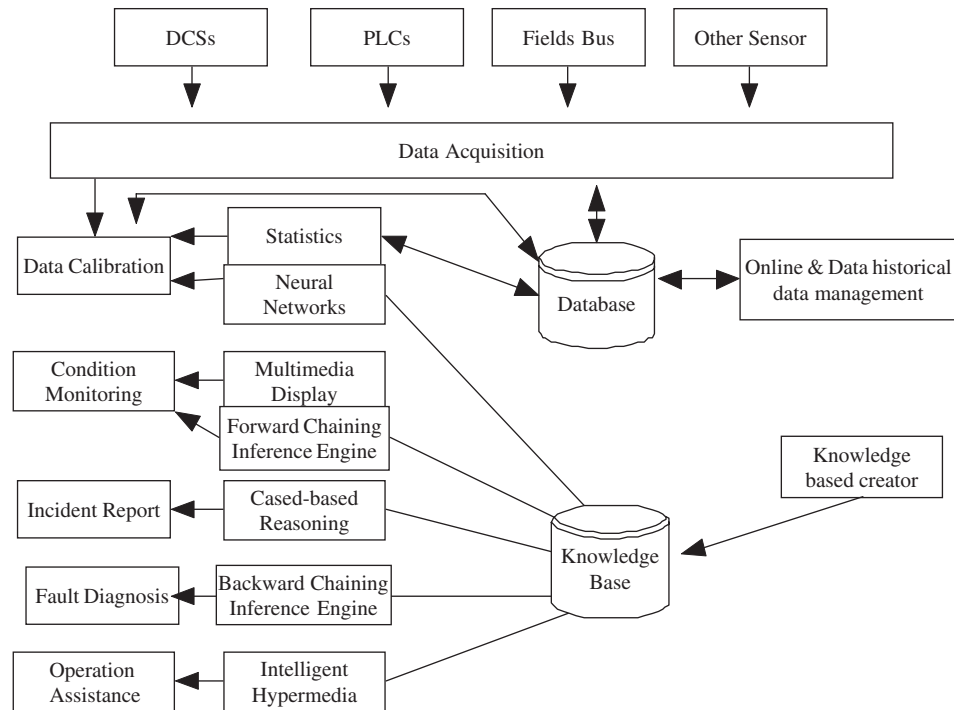 DCSs
PLCs
Fields Bus
Other Sensor
Data Acquisition
Data Calibration
Statistics
Neural
Networks
Database
Online & Data historical
data management
Condition
Monitoring
Multimedia
Display
Forward Chaining
Inference Engine
Knowledge
based creator
Incident Report
Cased-based
Reasoning
Knowledge
Base
Fault Diagnosis
Backward Chaining
Inference Engine
Operation
Assistance
Intelligent
Hypermedia